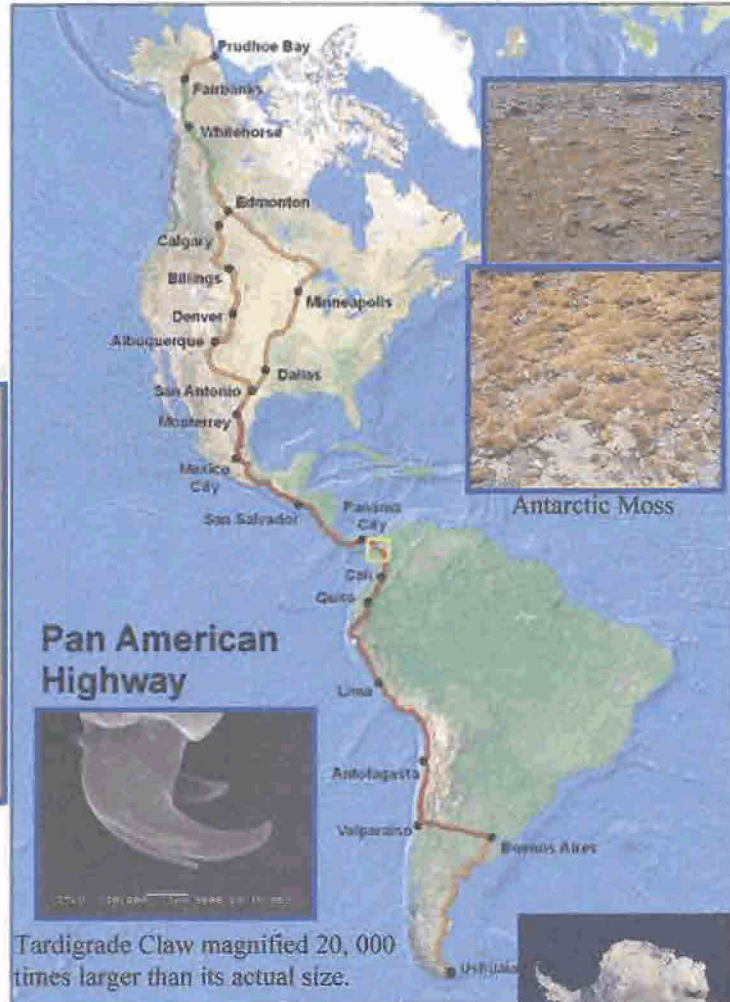 Prudhoe Bay
Fairbanks
Whitehorse
Edmonton
Calgary
Billings
Minneapolis
Denver
Albuquerque
Dallas
San Antonio
Monterrey
Mexico
City
San Salvador
Panama
City
Antarctic Moss
Cali
Quito
Pan American
Highway
Lima
Antofagasta
Valparaiso
Buenos Aires
Ushuaia
Tardigrade Claw magnified 20, 000
times larger than its actual size.